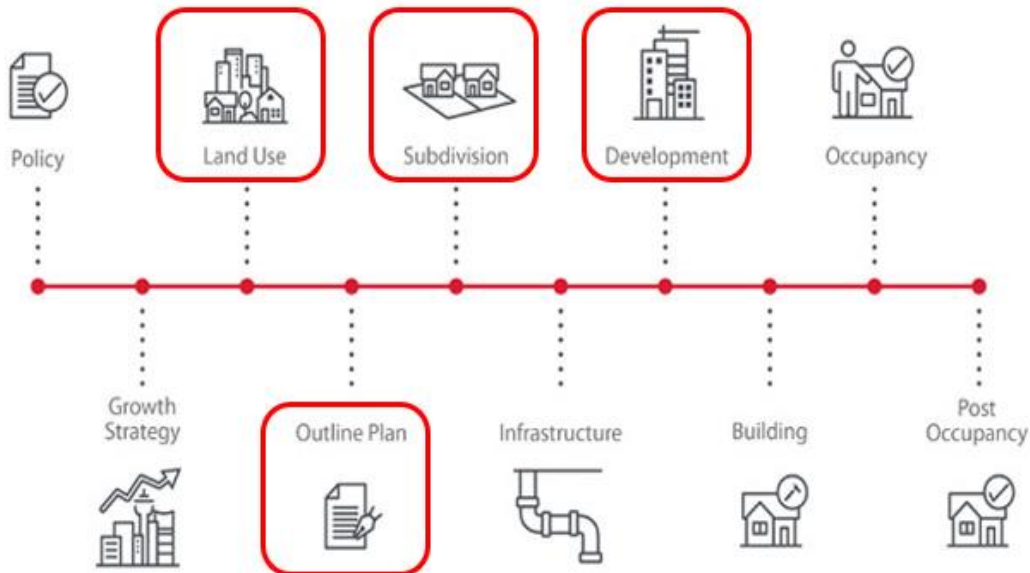 Policy
Land Use
Subdivision
Development
Occupancy
Growth
Strategy
Outline Plan
Infrastructure
Building
Post
Occupancy